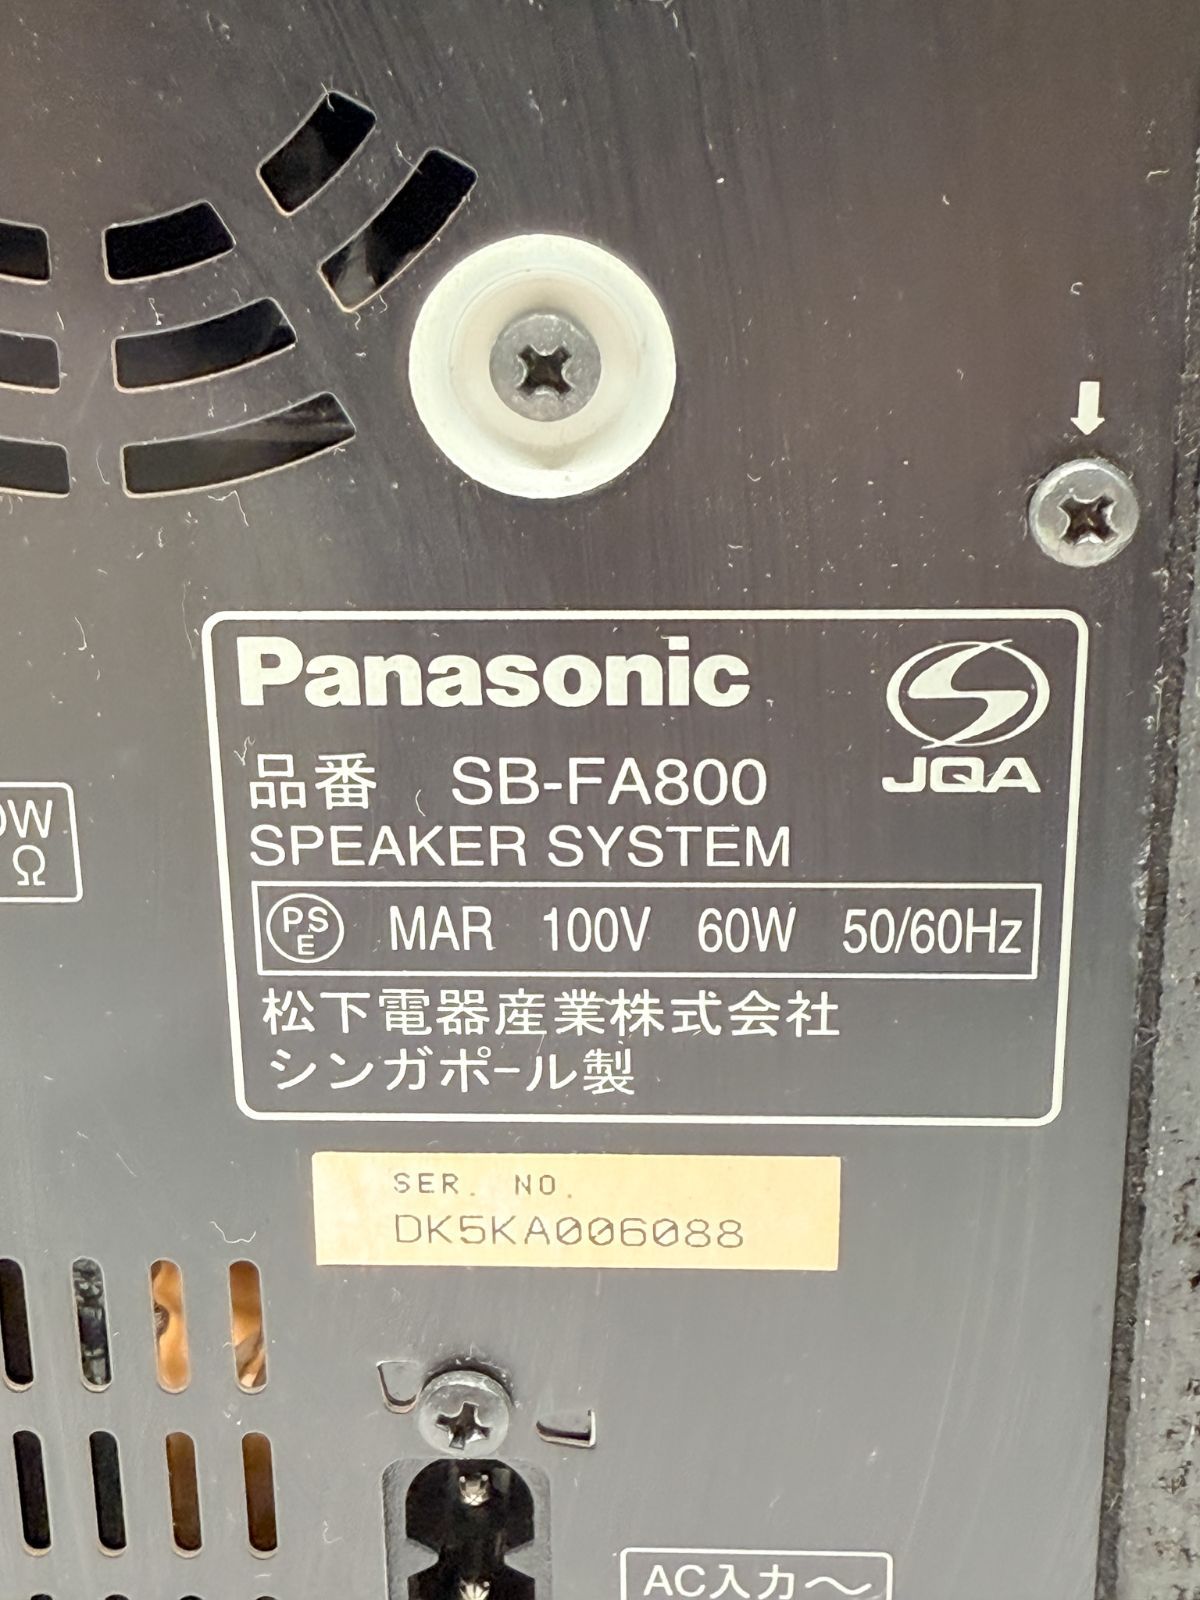 Panasonic
JQA
品番 SB-FA800
SPEAKER SYSTEM
W
Ω
PSE MAR 100V 60W 50/60Hz
松下電器産業株式会社
シンガポール製
SER. NO.
DK5KA006088
AC入力～